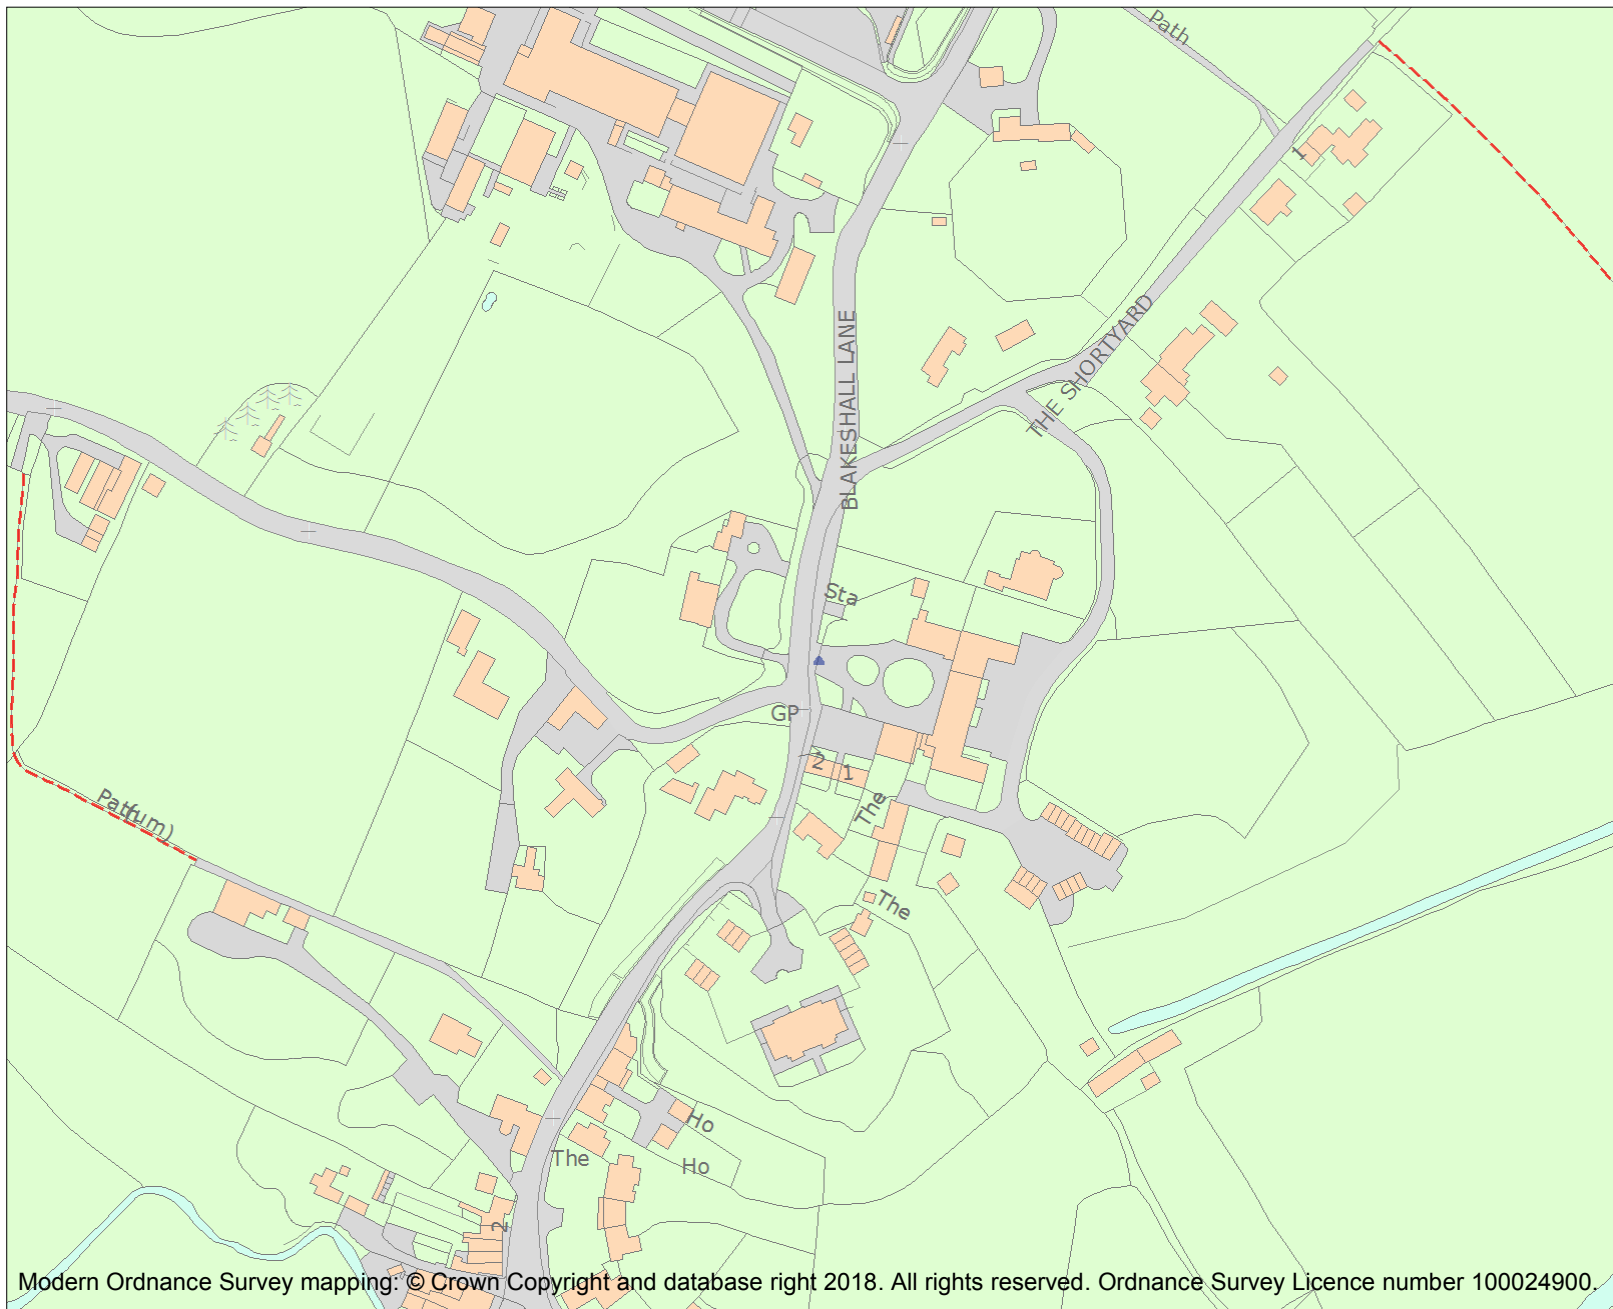 Path
1
THE SHORTYARD
BLAKESHALL LANE
Sta
GP
2
1
The
Path
(um)
The
Ho
The
Ho
2
Modern Ordnance Survey mapping: © Crown Copyright and database right 2018. All rights reserved. Ordnance Survey Licence number 100024900.